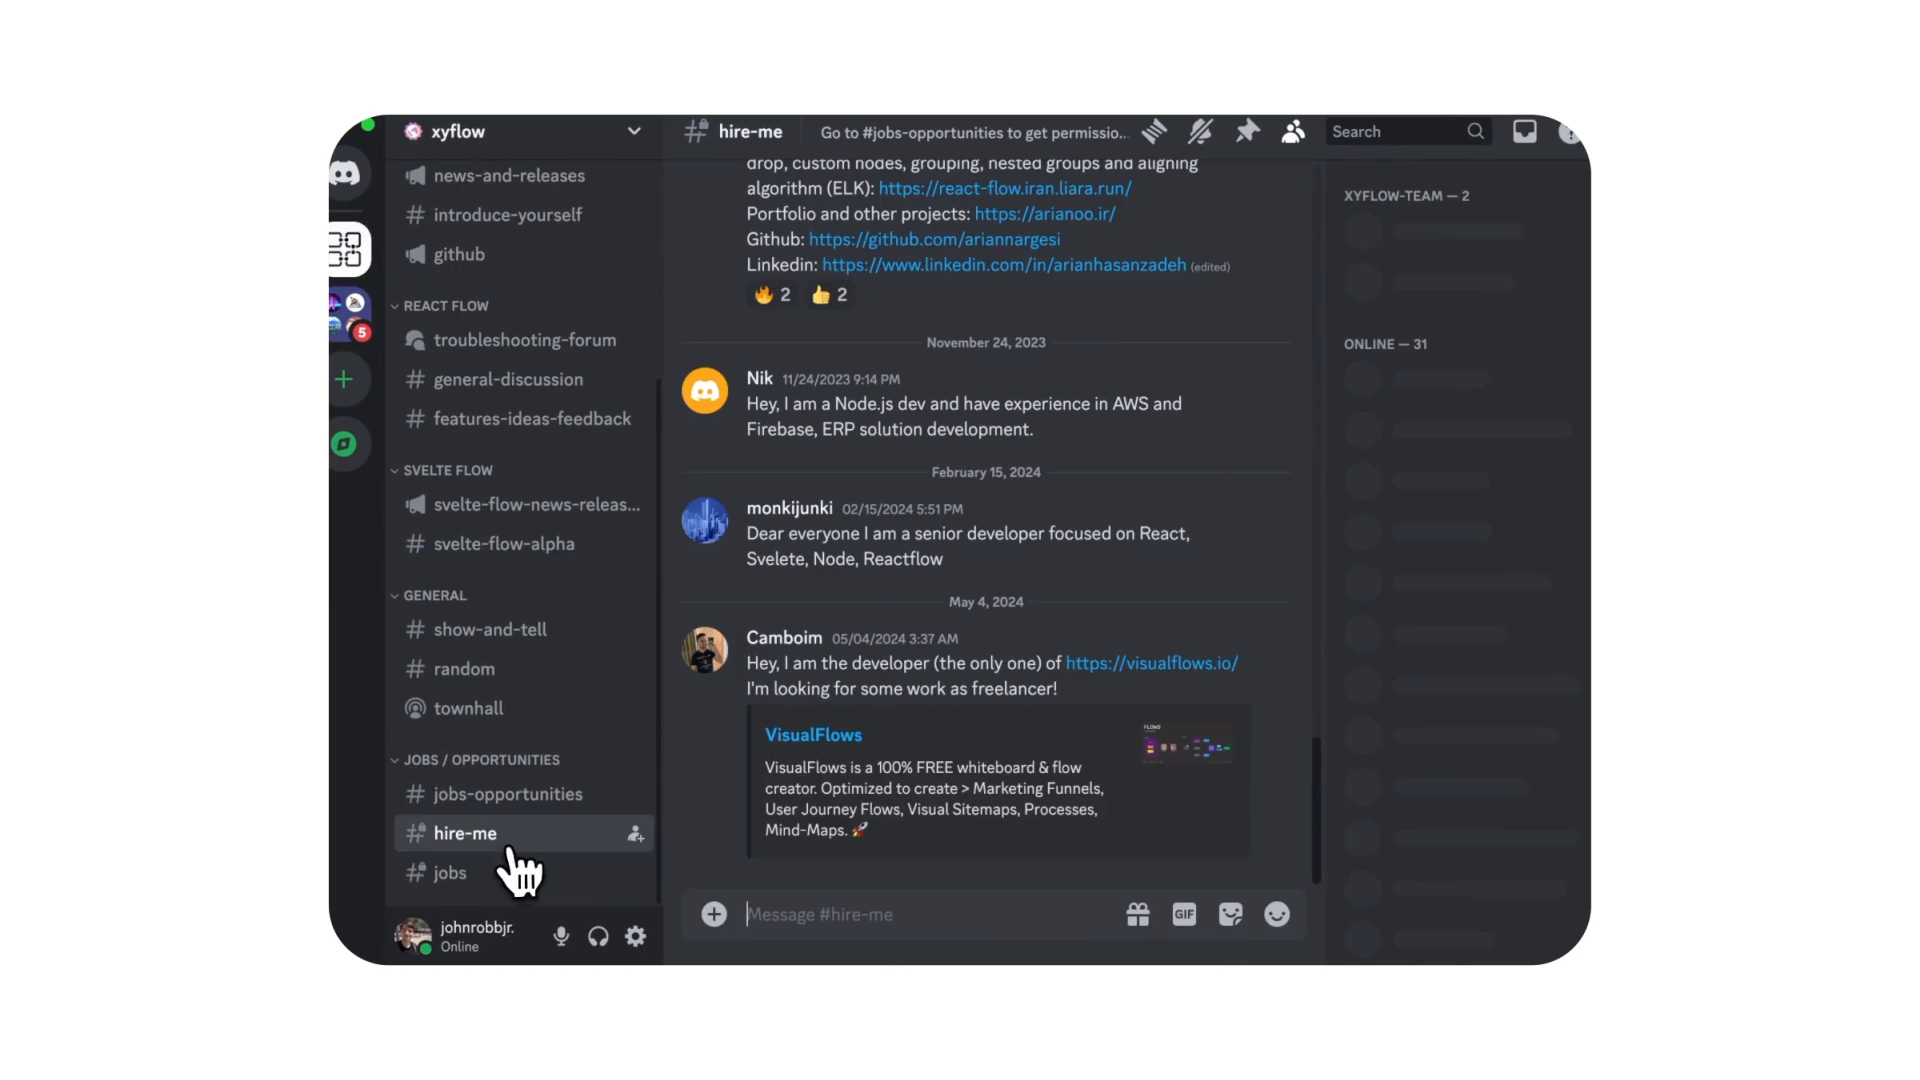 xyflow
news-and-releases
introduce-yourself
github
5
REACT FLOW
troubleshooting-forum
general-discussion
features-ideas-feedback
SVELTE FLOW
svelte-flow-news-releas...
svelte-flow-alpha
GENERAL
show-and-tell
random
townhall
JOBS / OPPORTUNITIES
jobs-opportunities
hire-me
jobs
johnrobbjr.
Online
hire-me
Go to #jobs-opportunities to get permissio...
Search
drop, custom nodes, grouping, nested groups and aligning
algorithm (ELK): https://react-flow.iran.liara.run/
Portfolio and other projects: https://arianoo.ir/
Github: https://github.com/ariannargesi
Linkedin: https://www.linkedin.com/in/arianhasanzadeh (edited)
🔥 2 👍 2
November 24, 2023
Nik 11/24/2023 9:14 PM
Hey, I am a Node.js dev and have experience in AWS and
Firebase, ERP solution development.
February 15, 2024
monkijunki 02/15/2024 5:51 PM
Dear everyone I am a senior developer focused on React,
Svelete, Node, Reactflow
May 4, 2024
Camboim 05/04/2024 3:37 AM
Hey, I am the developer (the only one) of https://visualflows.io/
I'm looking for some work as freelancer!
VisualFlows
VisualFlows is a 100% FREE whiteboard & flow
creator. Optimized to create > Marketing Funnels,
User Journey Flows, Visual Sitemaps, Processes,
Mind-Maps. 🚀
FLOWS
Message #hire-me
GIF
XYFLOW-TEAM — 2
ONLINE — 31